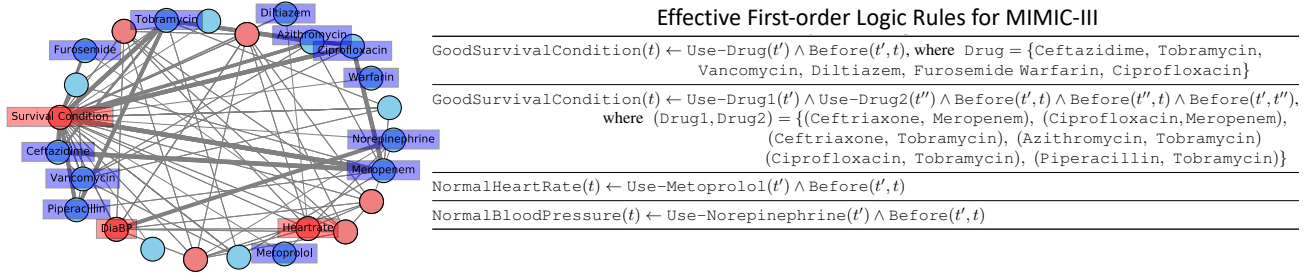 Tobramycin
Diltiazem
Azithromycin
Furosemide
Ciprofloxacin
Warfarin
Survival Condition
Norepinephrine
Ceftazidime
Meropenem
Vancomycin
Piperacillin
DiaBP
Heartrate
Metoprolol
Effective First-order Logic Rules for MIMIC-III
GoodSurvivalCondition(t) ← Use-Drug(t′) ∧ Before(t′, t), where Drug = {Ceftazidime, Tobramycin,
Vancomycin, Diltiazem, Furosemide Warfarin, Ciprofloxacin}
GoodSurvivalCondition(t) ← Use-Drug1(t′) ∧ Use-Drug2(t′′) ∧ Before(t′, t) ∧ Before(t′′, t) ∧ Before(t′, t′′),
where (Drug1,Drug2) = {(Ceftriaxone, Meropenem), (Ciprofloxacin,Meropenem),
(Ceftriaxone, Tobramycin), (Azithromycin, Tobramycin)
(Ciprofloxacin, Tobramycin), (Piperacillin, Tobramycin)}
NormalHeartRate(t) ← Use-Metoprolol(t′) ∧ Before(t′, t)
NormalBloodPressure(t) ← Use-Norepinephrine(t′) ∧ Before(t′, t)